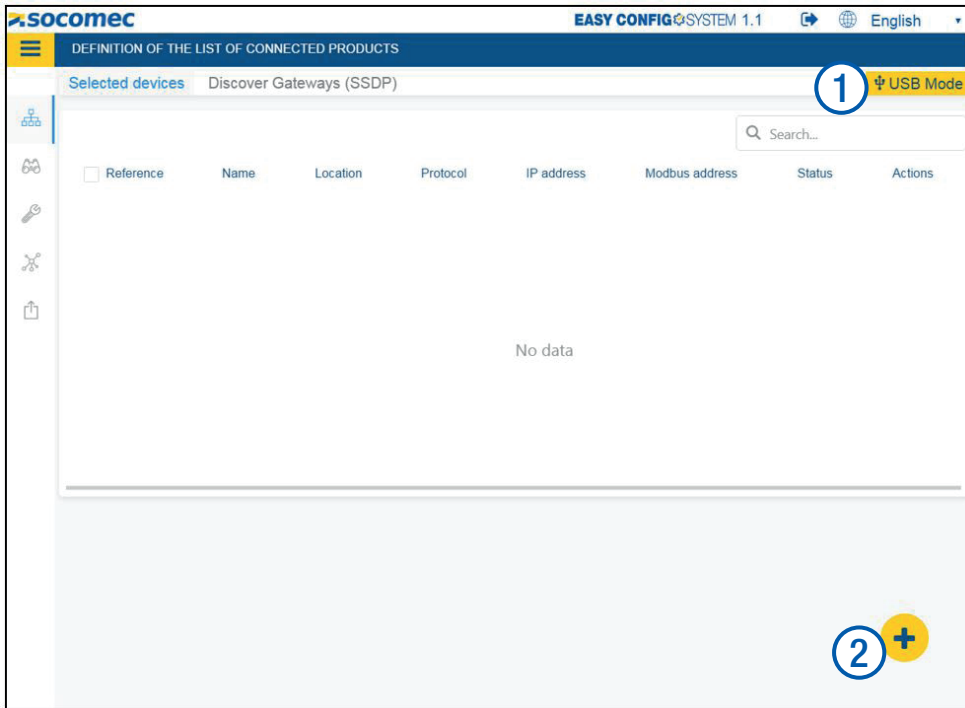 socomec EASY CONFIG SYSTEM 1.1 English
DEFINITION OF THE LIST OF CONNECTED PRODUCTS
Selected devices Discover Gateways (SSDP) 1 USB Mode
Search...
Reference Name Location Protocol IP address Modbus address Status Actions
No data
2